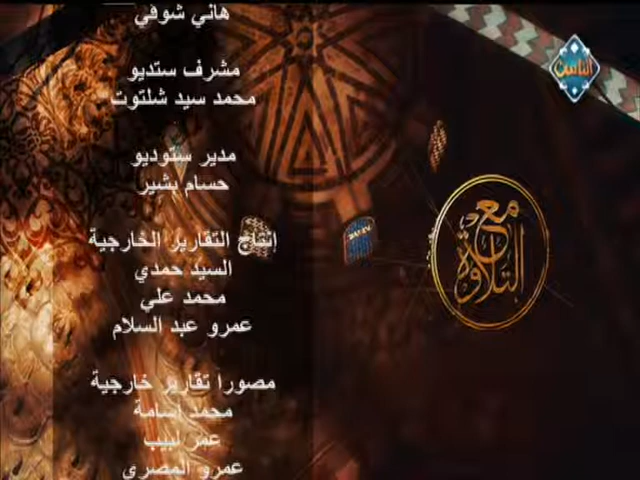 هاني شوقي
مشرف ستديو
محمد سيد شلتوت
مدير ستوديو
حسام بشير
إنتاج التقارير الخارجية
السيد حمدي
محمد علي
عمرو عبد السلام
مصورا تقارير خارجية
محمد أسامة
عمر لبيب
عمرو المصري
الناس
مع
التلاوة